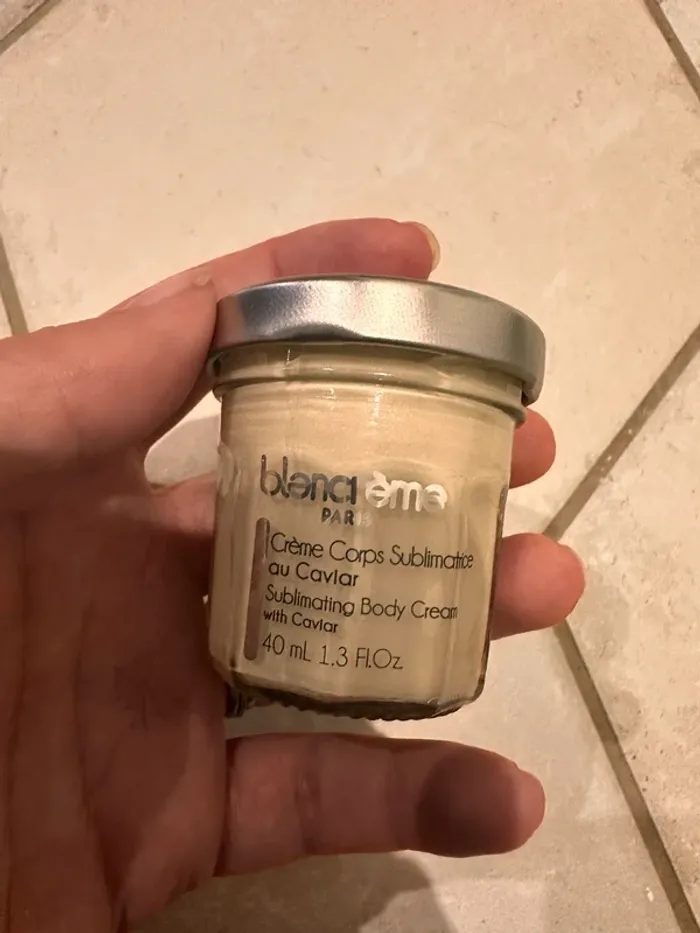 blancrème
PARIS
Crème Corps Sublimatrice
au Caviar
Sublimating Body Cream
with Caviar
40 mL 1.3 Fl.Oz.